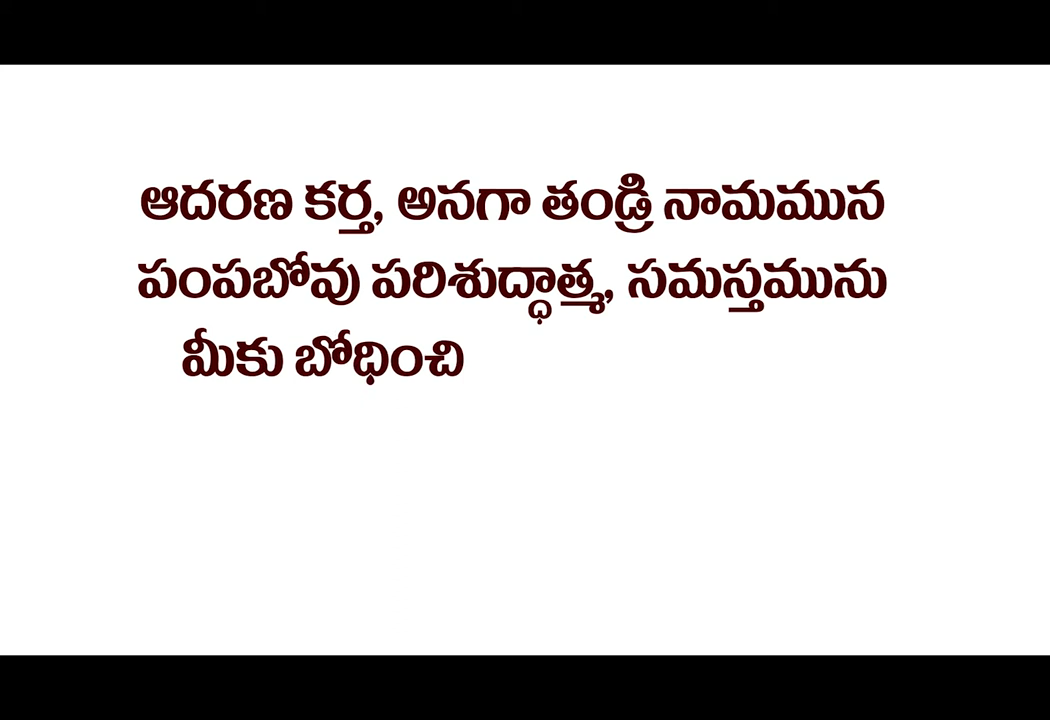 ఆదరణ కర్త, అనగా తండ్రి నామమున
పంపబోవు పరిశుద్ధాత్మ, సమస్తమును
మీకు బోధించి